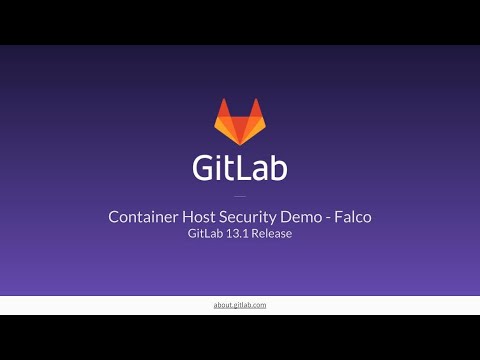 GitLab
Container Host Security Demo - Falco
GitLab 13.1 Release
about.gitlab.com